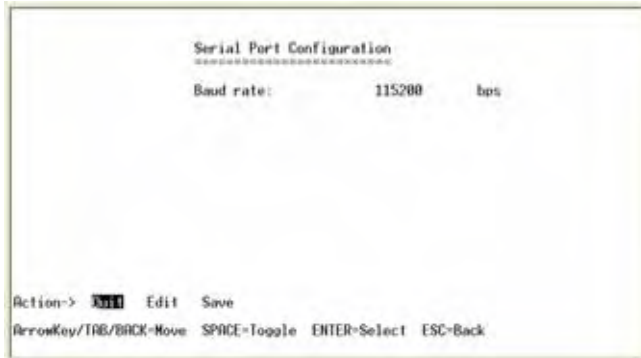 Serial Port Configuration
=========================
Baud rate: 115200 bps
Action-> Quit Edit Save
ArrowKey/TAB/BACK=Move SPACE=Toggle ENTER=Select ESC=Back